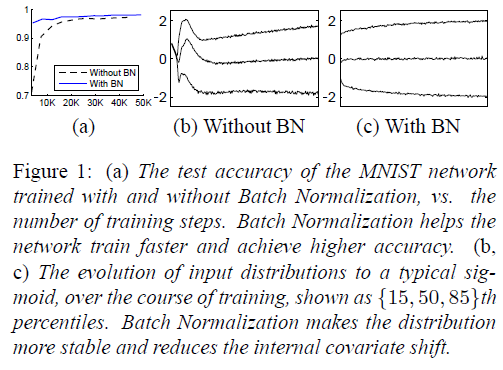 1
0.9
0.8
0.7
Without BN
With BN
10K 20K 30K 40K 50K
2
0
−2
2
0
−2
(a)
(b) Without BN
(c) With BN
Figure 1: (a) The test accuracy of the MNIST network
trained with and without Batch Normalization, vs. the
number of training steps. Batch Normalization helps the
network train faster and achieve higher accuracy. (b,
c) The evolution of input distributions to a typical sig-
moid, over the course of training, shown as {15, 50, 85}th
percentiles. Batch Normalization makes the distribution
more stable and reduces the internal covariate shift.